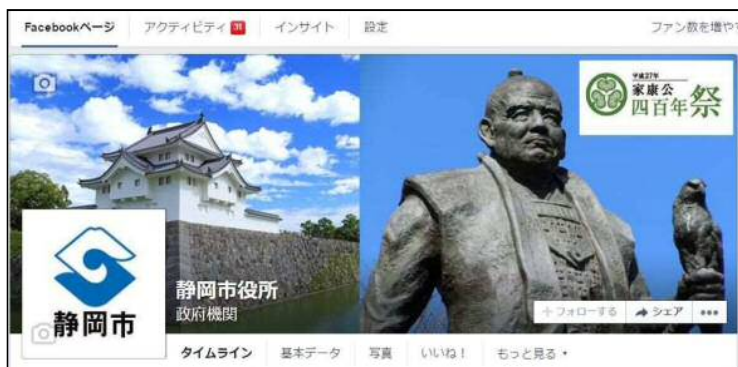 Facebookページ アクティビティ 31 インサイト 設定 ファン数を増や
平成27年
家康公
四百年祭
静岡市役所
政府機関
静岡市
+フォローする シェア •••
タイムライン 基本データ 写真 いいね! もっと見る